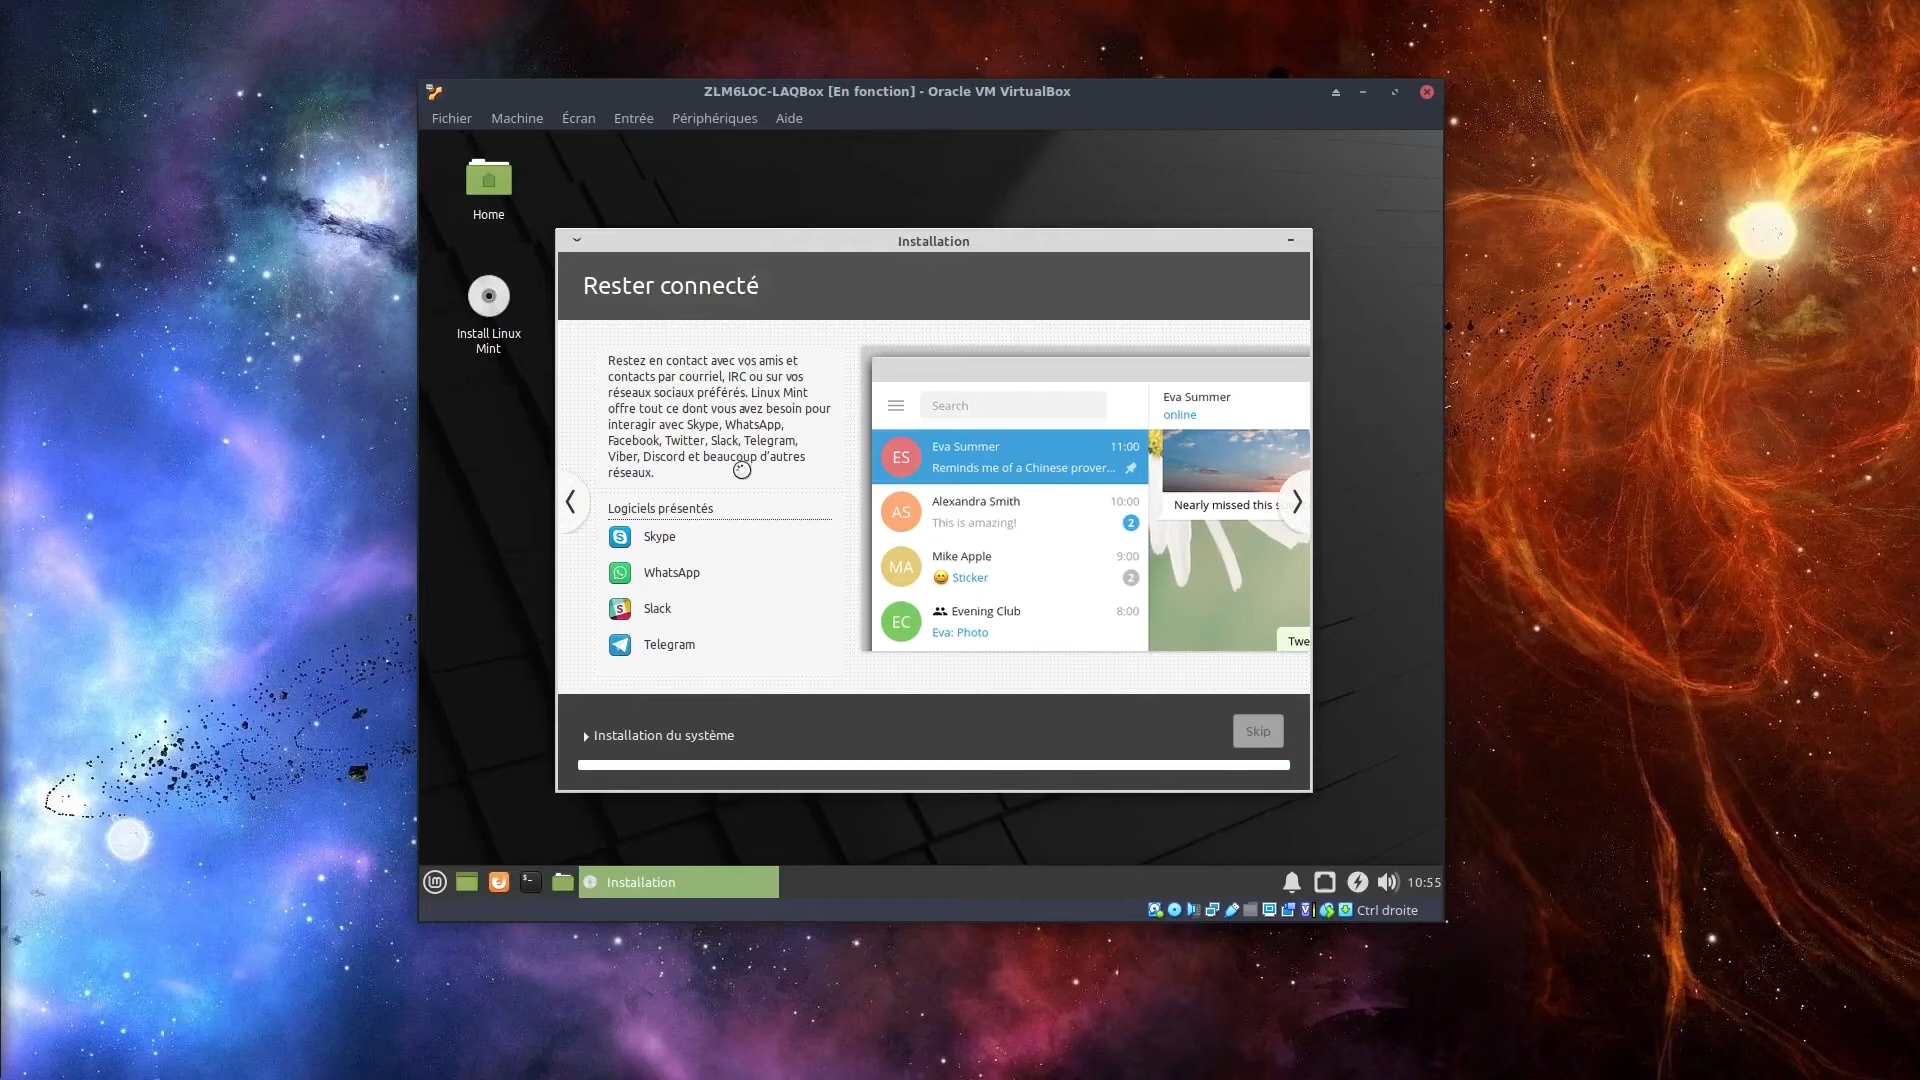 ZLM6LOC-LAQBox [En fonction] - Oracle VM VirtualBox
Fichier Machine Écran Entrée Périphériques Aide
Home
Install Linux
Mint
Installation
Rester connecté
Restez en contact avec vos amis et
contacts par courriel, IRC ou sur vos
réseaux sociaux préférés. Linux Mint
offre tout ce dont vous avez besoin pour
interagir avec Skype, WhatsApp,
Facebook, Twitter, Slack, Telegram,
Viber, Discord et beaucoup d'autres
réseaux.
Logiciels présentés
Skype
WhatsApp
Slack
Telegram
Search
Eva Summer
online
ES
Eva Summer 11:00
Reminds me of a Chinese prover...
AS
Alexandra Smith 10:00
This is amazing! 2
MA
Mike Apple 9:00
Sticker 2
EC
Evening Club 8:00
Eva: Photo
Nearly missed this
Twe
Installation du système
Skip
Installation
10:55
Ctrl droite